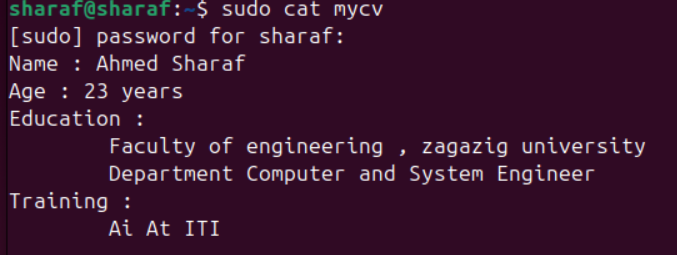 sharaf@sharaf:~$ sudo cat mycv
[sudo] password for sharaf:
Name : Ahmed Sharaf
Age : 23 years
Education :
        Faculty of engineering , zagazig university
        Department Computer and System Engineer
Training :
        Ai At ITI